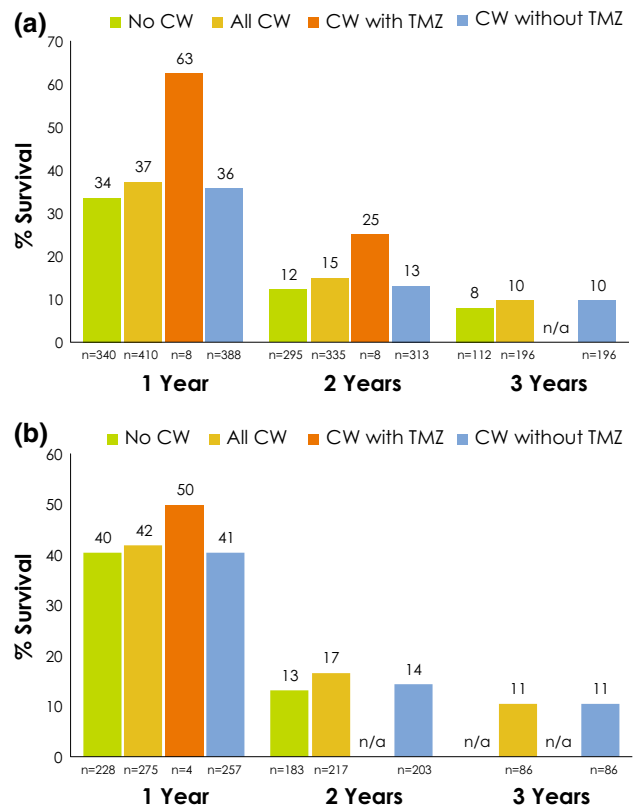 (a)
No CW All CW CW with TMZ CW without TMZ
% Survival
70
60
50
40
30
20
10
0
34 37 63 36
12 15 25 13
8 10 n/a 10
n=340 n=410 n=8 n=388 n=295 n=335 n=8 n=313 n=112 n=196 n=196
1 Year 2 Years 3 Years
(b)
No CW All CW CW with TMZ CW without TMZ
% Survival
60
50
40
30
20
10
0
40 42 50 41
13 17 n/a 14
n/a 11 n/a 11
n=228 n=275 n=4 n=257 n=183 n=217 n=203 n=86 n=86
1 Year 2 Years 3 Years